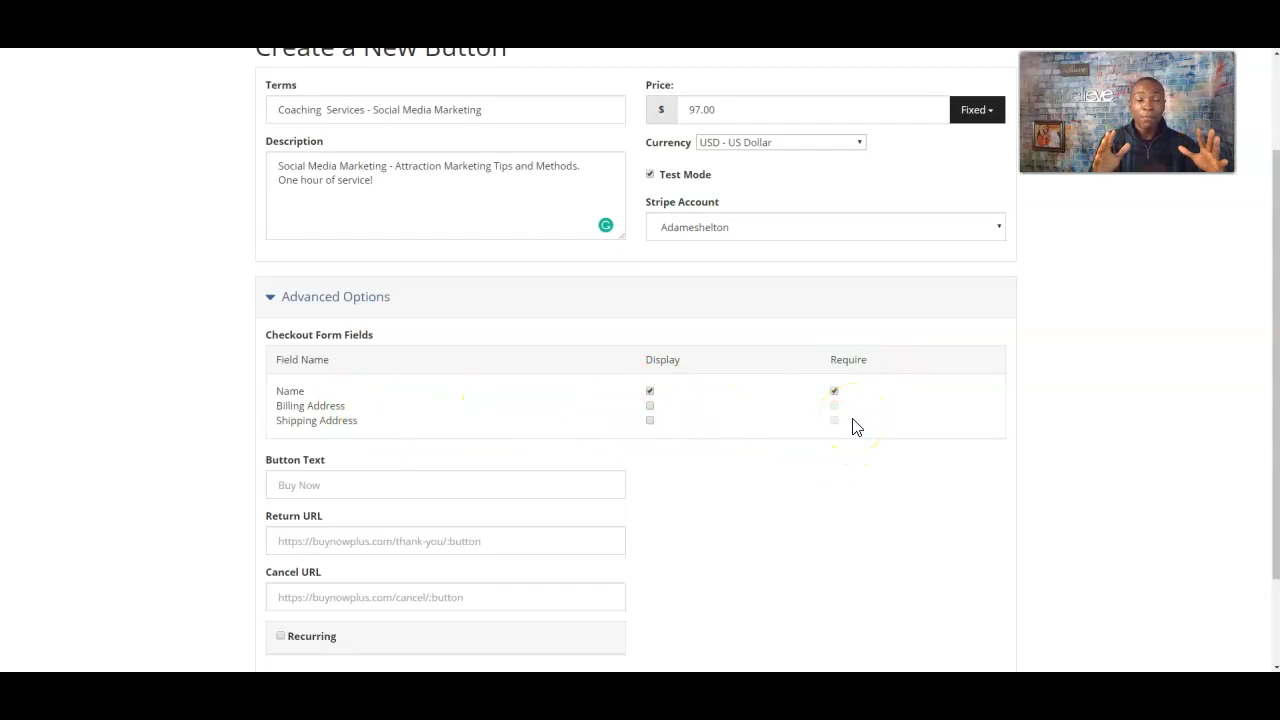 Create a New Button
Terms
Coaching  Services - Social Media Marketing
Description
Social Media Marketing - Attraction Marketing Tips and Methods.
One hour of service!
Price:
$ 97.00 Fixed
Currency USD - US Dollar
Test Mode
Stripe Account
Adameshelton
Advanced Options
Checkout Form Fields
Field Name Display Require
Name
Billing Address
Shipping Address
Button Text
Buy Now
Return URL
https://buynowplus.com/thank-you/:button
Cancel URL
https://buynowplus.com/cancel/:button
Recurring